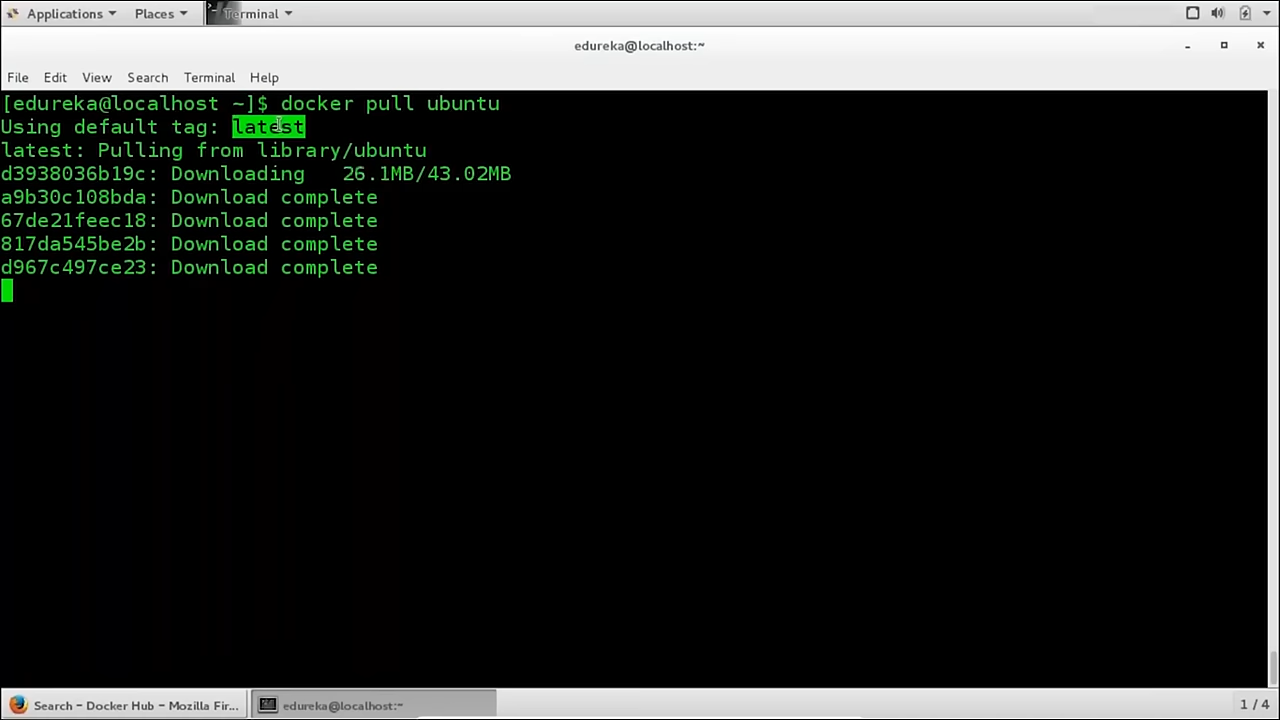 Applications Places Terminal
edureka@localhost:~
File Edit View Search Terminal Help
[edureka@localhost ~]$ docker pull ubuntu
Using default tag: latest
latest: Pulling from library/ubuntu
d3938036b19c: Downloading 26.1MB/43.02MB
a9b30c108bda: Download complete
67de21feec18: Download complete
817da545be2b: Download complete
d967c497ce23: Download complete
Search – Docker Hub – Mozilla Fir... edureka@localhost:~ 1 / 4